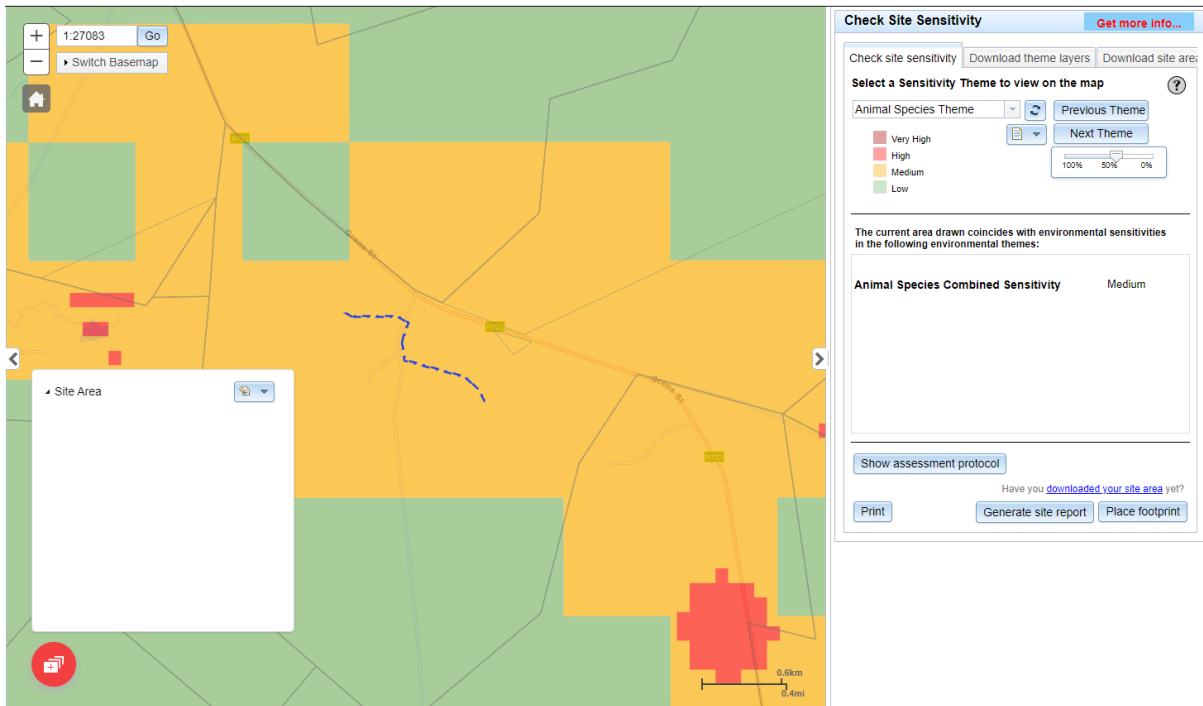 +
1:27083 Go
−
Switch Basemap
Grens St
Grens St
Site Area
0.6km
0.4mi
Check Site Sensitivity
Get more info...
Check site sensitivity
Download theme layers
Download site area
Select a Sensitivity Theme to view on the map
?
Animal Species Theme
Previous Theme
Next Theme
Very High
High
Medium
Low
100% 50% 0%
The current area drawn coincides with environmental sensitivities
in the following environmental themes:
Animal Species Combined Sensitivity Medium
Show assessment protocol
Have you downloaded your site area yet?
Print
Generate site report
Place footprint